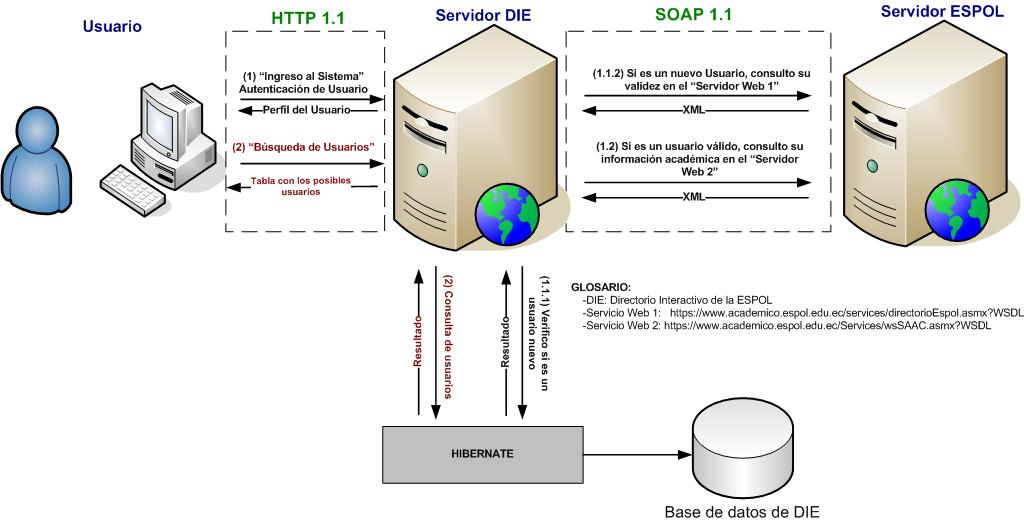 Usuario
HTTP 1.1
Servidor DIE
SOAP 1.1
Servidor ESPOL
(1) “Ingreso al Sistema”
Autenticación de Usuario
Perfil del Usuario
(2) “Búsqueda de Usuarios”
Tabla con los posibles
usuarios
(1.1.2) Si es un nuevo Usuario, consulto su
validez en el “Servidor Web 1”
XML
(1.2) Si es un usuario válido, consulto su
información académica en el “Servidor
Web 2”
XML
Resultado
(2) Consulta de usuarios
Resultado
(1.1.1) Verifico si es un
usuario nuevo
GLOSARIO:
-DIE: Directorio Interactivo de la ESPOL
-Servicio Web 1: https://www.academico.espol.edu.ec/services/directorioEspol.asmx?WSDL
-Servicio Web 2: https://www.academico.espol.edu.ec/Services/wsSAAC.asmx?WSDL
HIBERNATE
Base de datos de DIE